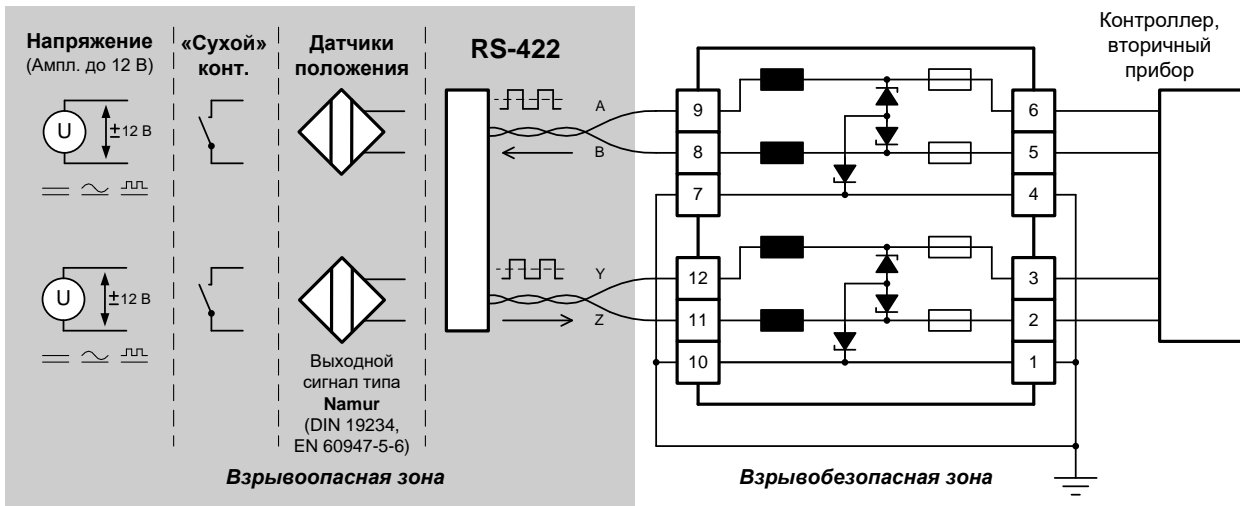 Напряжение
(Ампл. до 12 В)
«Сухой»
конт.
Датчики
положения
RS-422
Контроллер,
вторичный
прибор
U
±12 В
A
B
9
8
7
6
5
4
U
±12 В
Y
Z
12
11
10
3
2
1
Выходной
сигнал типа
Namur
(DIN 19234,
EN 60947-5-6)
Взрывоопасная зона
Взрывобезопасная зона